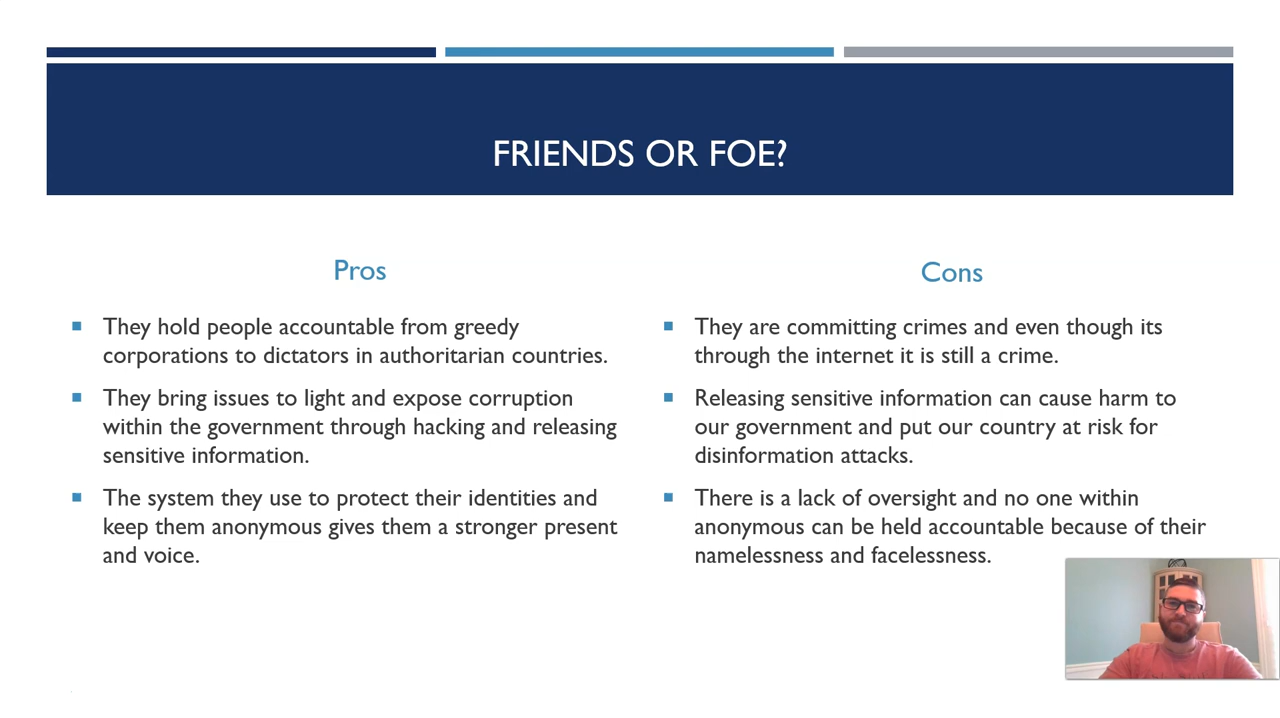 FRIENDS OR FOE?
Pros
They hold people accountable from greedy
corporations to dictators in authoritarian countries.
They bring issues to light and expose corruption
within the government through hacking and releasing
sensitive information.
The system they use to protect their identities and
keep them anonymous gives them a stronger present
and voice.
Cons
They are committing crimes and even though its
through the internet it is still a crime.
Releasing sensitive information can cause harm to
our government and put our country at risk for
disinformation attacks.
There is a lack of oversight and no one within
anonymous can be held accountable because of their
namelessness and facelessness.